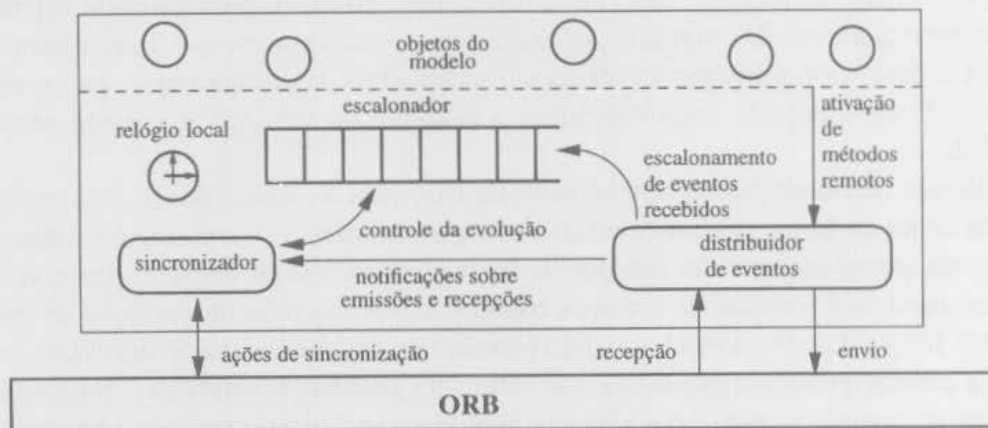 objetos do
modelo
escalonador
relógio local
ativação
de
métodos
remotos
escalonamento
de eventos
recebidos
controle da evolução
sincronizador
distribuidor
de eventos
notificações sobre
emissões e recepções
ações de sincronização
recepção
envio
ORB